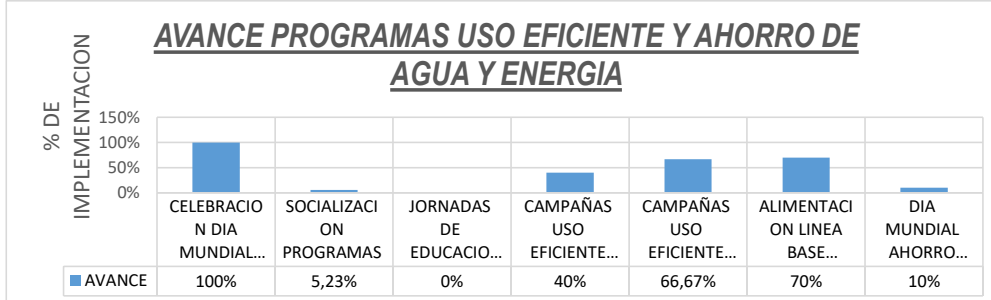 AVANCE PROGRAMAS USO EFICIENTE Y AHORRO DE
AGUA Y ENERGIA
% DE
IMPLEMENTACION
150%
100%
50%
0%
CELEBRACIO
N DIA
MUNDIAL...
SOCIALIZACI
ON
PROGRAMAS
JORNADAS
DE
EDUCACIO...
CAMPAÑAS
USO
EFICIENTE...
CAMPAÑAS
USO
EFICIENTE...
ALIMENTACI
ON LINEA
BASE...
DIA
MUNDIAL
AHORRO...
AVANCE 100% 5,23% 0% 40% 66,67% 70% 10%